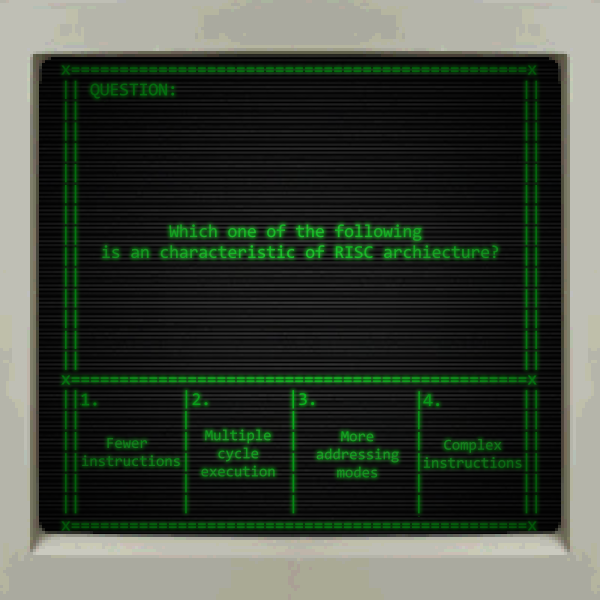 QUESTION:
Which one of the following
is an characteristic of RISC archiecture?
1.
Fewer
instructions
2.
Multiple
cycle
execution
3.
More
addressing
modes
4.
Complex
instructions